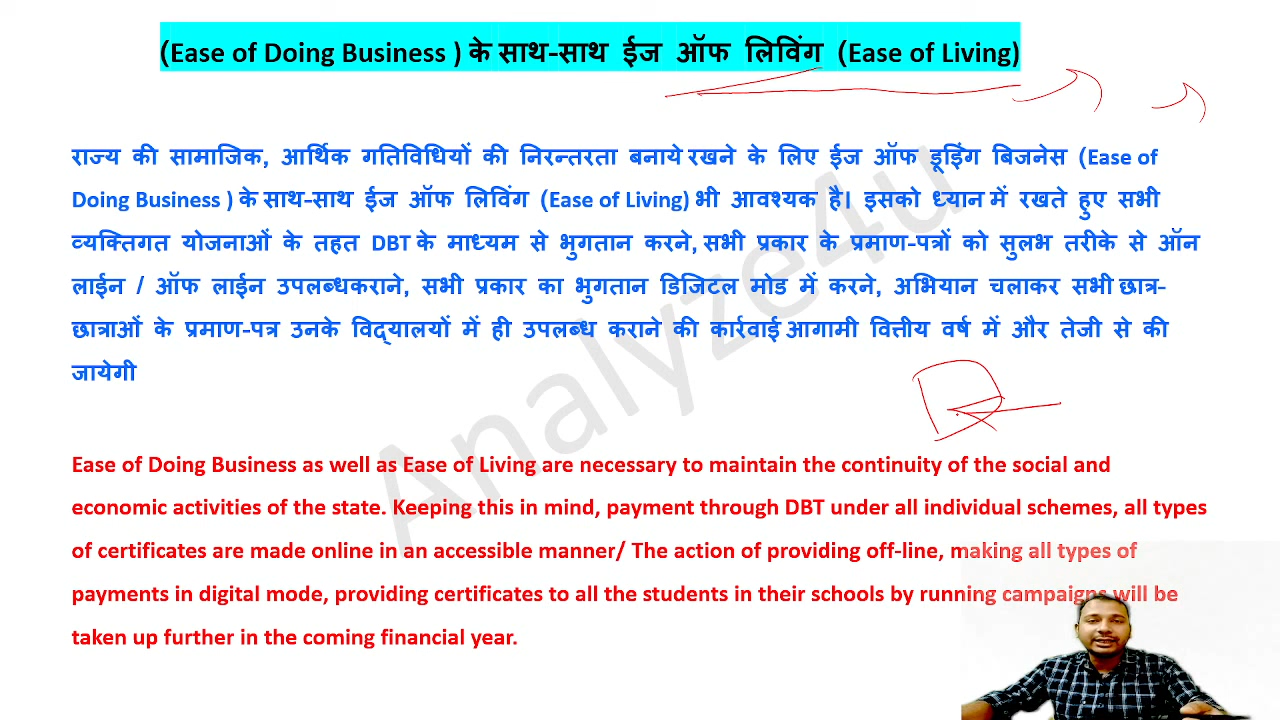 (Ease of Doing Business ) के साथ-साथ ईज ऑफ लिविंग (Ease of Living)
राज्य की सामाजिक, आर्थिक गतिविधियों की निरन्तरता बनाये रखने के लिए ईज ऑफ डूइंग बिजनेस (Ease of
Doing Business ) के साथ-साथ ईज ऑफ लिविंग (Ease of Living) भी आवश्यक है। इसको ध्यान में रखते हुए सभी
व्यक्तिगत योजनाओं के तहत DBT के माध्यम से भुगतान करने, सभी प्रकार के प्रमाण-पत्रों को सुलभ तरीके से ऑन
लाईन / ऑफ लाईन उपलब्धकराने, सभी प्रकार का भुगतान डिजिटल मोड में करने, अभियान चलाकर सभी छात्र-
छात्राओं के प्रमाण-पत्र उनके विद्यालयों में ही उपलब्ध कराने की कार्रवाई आगामी वित्तीय वर्ष में और तेजी से की
जायेगी
Analyze4u
Ease of Doing Business as well as Ease of Living are necessary to maintain the continuity of the social and
economic activities of the state. Keeping this in mind, payment through DBT under all individual schemes, all types
of certificates are made online in an accessible manner/ The action of providing off-line, making all types of
payments in digital mode, providing certificates to all the students in their schools by running campaigns will be
taken up further in the coming financial year.